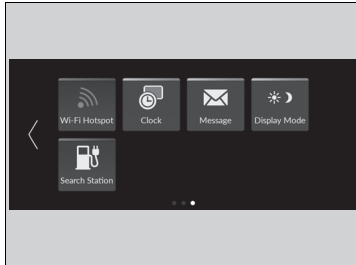 Wi-Fi Hotspot
Clock
Message
Display Mode
Search Station